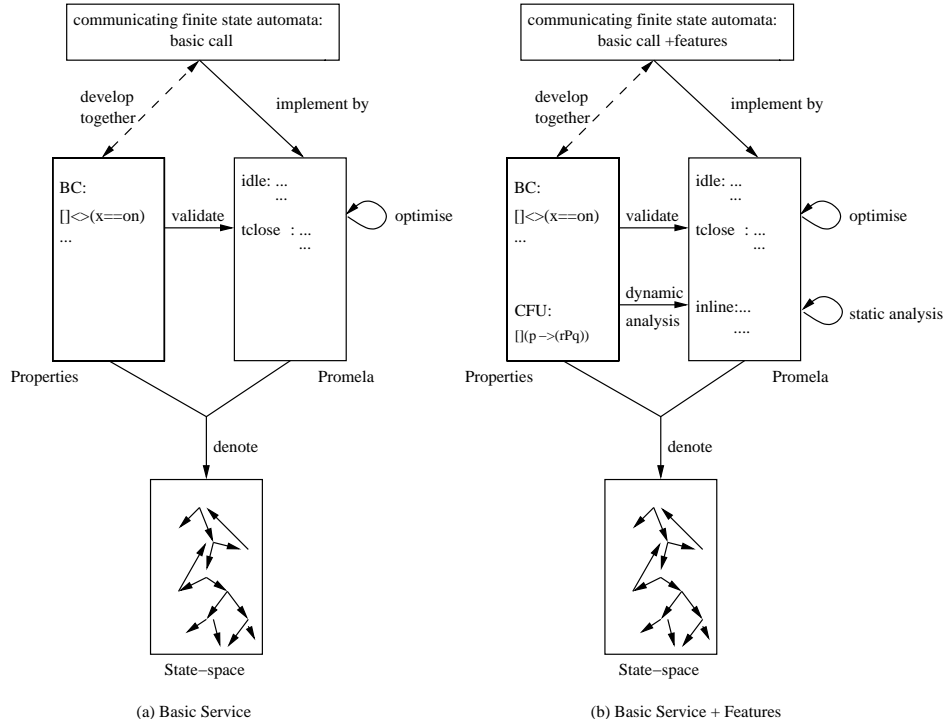 communicating finite state automata:
basic call
develop
together
implement by
BC:
[]<>(x==on)
...
validate
idle: ...
...
tclose : ...
...
optimise
Properties
Promela
denote
State-space
(a) Basic Service
communicating finite state automata:
basic call +features
develop
together
implement by
BC:
[]<>(x==on)
...
CFU:
[](p->(rPq))
validate
dynamic
analysis
idle: ...
...
tclose : ...
...
inline:...
....
optimise
static analysis
Properties
Promela
denote
State-space
(b) Basic Service + Features